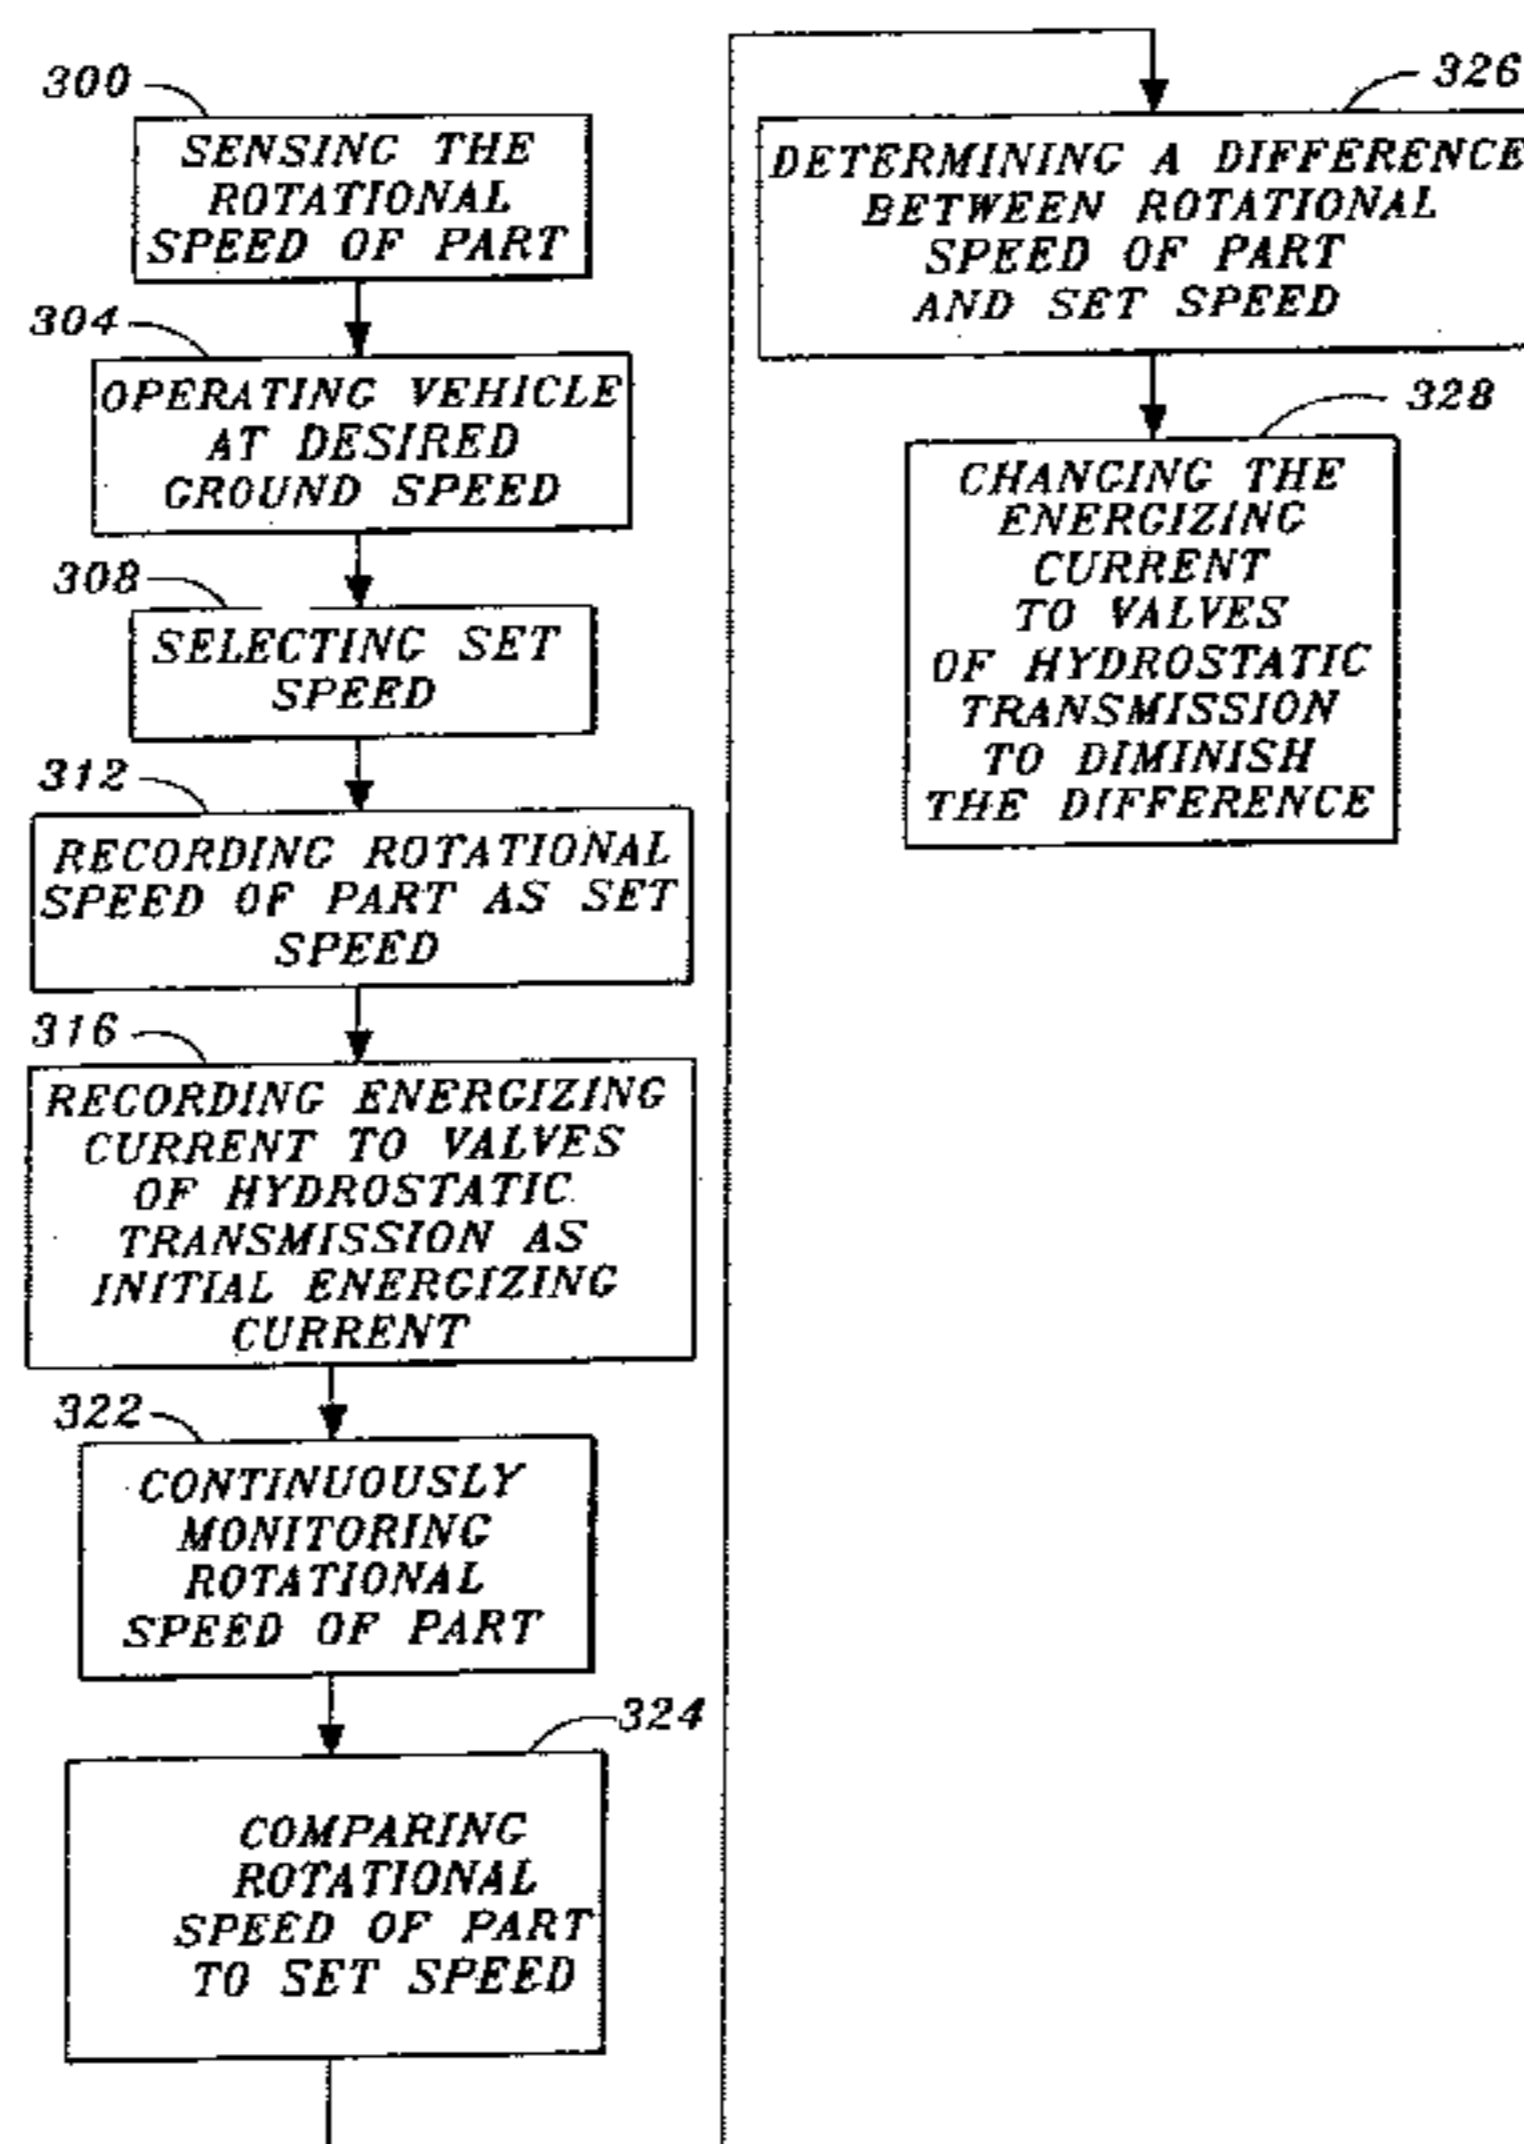 300
SENSING THE
ROTATIONAL
SPEED OF PART
304
OPERATING VEHICLE
AT DESIRED
GROUND SPEED
308
SELECTING SET
SPEED
312
RECORDING ROTATIONAL
SPEED OF PART AS SET
SPEED
316
RECORDING ENERGIZING
CURRENT TO VALVES
OF HYDROSTATIC
TRANSMISSION AS
INITIAL ENERGIZING
CURRENT
322
CONTINUOUSLY
MONITORING
ROTATIONAL
SPEED OF PART
324
COMPARING
ROTATIONAL
SPEED OF PART
TO SET SPEED
326
DETERMINING A DIFFERENCE
BETWEEN ROTATIONAL
SPEED OF PART
AND SET SPEED
328
CHANGING THE
ENERGIZING
CURRENT
TO VALVES
OF HYDROSTATIC
TRANSMISSION
TO DIMINISH
THE DIFFERENCE